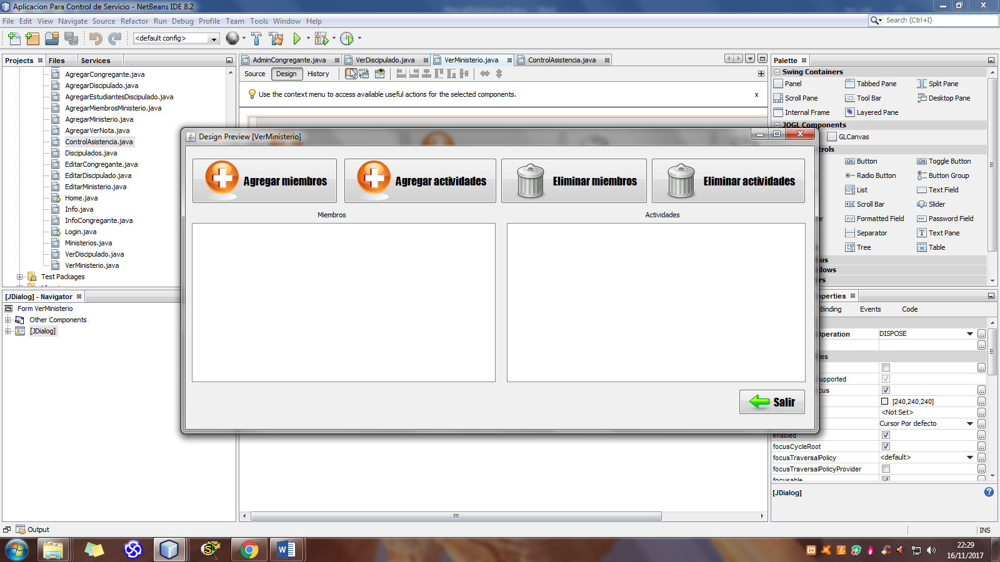 Aplicacion Para Control de Servicio - NetBeans IDE 8.2
File Edit View Navigate Source Refactor Run Debug Profile Team Tools Window Help
Search (Ctrl+I)
<default config>
Projects Files Services
AgregarCongregante.java
AgregarDiscipulado.java
AgregarEstudiantesDiscipulado.java
AgregarMiembrosMinisterio.java
AgregarMinisterio.java
AgregarVerNota.java
ControlAsistencia.java
Discipulados.java
EditarCongregante.java
EditarDiscipulado.java
EditarMinisterio.java
Home.java
Info.java
InfoCongregante.java
Login.java
Ministerios.java
VerDiscipulado.java
VerMinisterio.java
Test Packages
[JDialog] - Navigator
Form VerMinisterio
Other Components
[JDialog]
AdminCongregante.java VerDiscipulado.java VerMinisterio.java ControlAsistencia.java
Source Design History
Use the context menu to access available useful actions for the selected components.
x
Design Preview [VerMinisterio]
Agregar miembros Agregar actividades Eliminar miembros Eliminar actividades
Miembros Actividades
Salir
Palette
Swing Containers
Panel Tabbed Pane Split Pane
Scroll Pane Tool Bar Desktop Pane
Internal Frame Layered Pane
JOGL Components
GLCanvas
trols
Button Toggle Button
Radio Button Button Group
List Text Field
Scroll Bar Slider
ar Formatted Field Password Field
Separator Text Pane
Tree Table
us
dows
rs
operties
Binding Events Code
Operation DISPOSE
ies
upported
cus
[240,240,240]
<Not Set>
Cursor Por defecto
enabled
focusCycleRoot
focusTraversalPolicy <default>
focusTraversalPolicyProvider
focusable
[JDialog]
Output
INS
22:29
16/11/2017